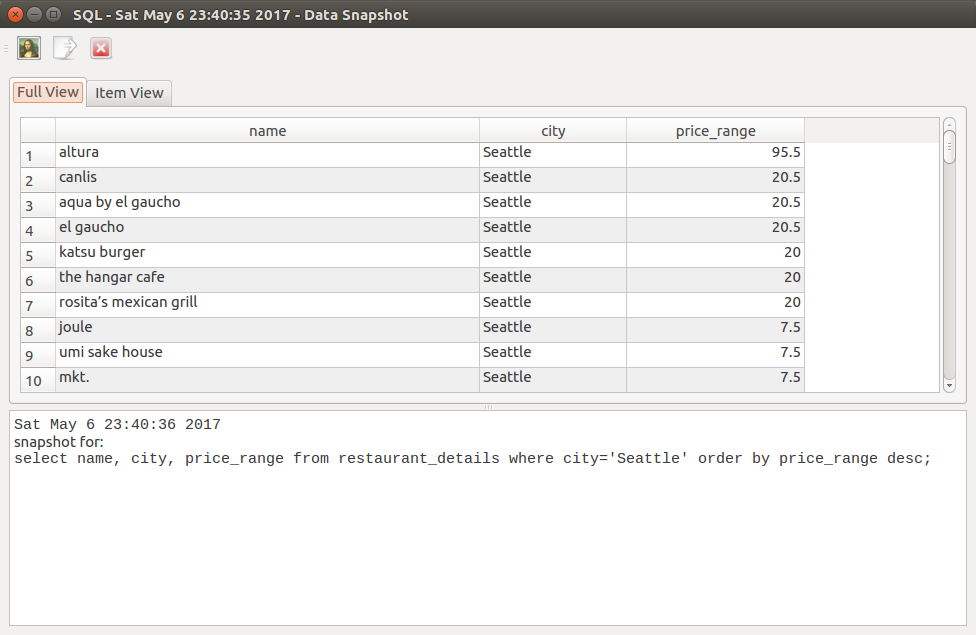 SQL - Sat May 6 23:40:35 2017 - Data Snapshot
Full View Item View
name city price_range
1 altura Seattle 95.5
2 canlis Seattle 20.5
3 aqua by el gaucho Seattle 20.5
4 el gaucho Seattle 20.5
5 katsu burger Seattle 20
6 the hangar cafe Seattle 20
7 rosita’s mexican grill Seattle 20
8 joule Seattle 7.5
9 umi sake house Seattle 7.5
10 mkt. Seattle 7.5
Sat May 6 23:40:36 2017
snapshot for:
select name, city, price_range from restaurant_details where city='Seattle' order by price_range desc;